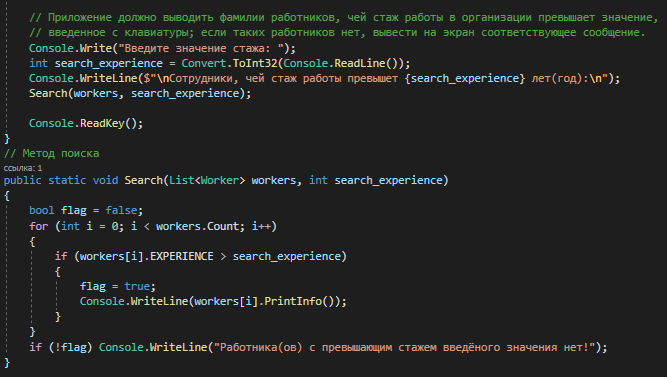 // Приложение должно выводить фамилии работников, чей стаж работы в организации превышает значение,
// введенное с клавиатуры; если таких работников нет, вывести на экран соответствующее сообщение.
Console.Write("Введите значение стажа: ");
int search_experience = Convert.ToInt32(Console.ReadLine());
Console.WriteLine($"\nСотрудники, чей стаж работы превышет {search_experience} лет(год):\n");
Search(workers, search_experience);
Console.ReadKey();
}
// Метод поиска
ссылка: 1
public static void Search(List<Worker> workers, int search_experience)
{
bool flag = false;
for (int i = 0; i < workers.Count; i++)
{
if (workers[i].EXPERIENCE > search_experience)
{
flag = true;
Console.WriteLine(workers[i].PrintInfo());
}
}
if (!flag) Console.WriteLine("Работника(ов) с превышающим стажем введёного значения нет!");
}